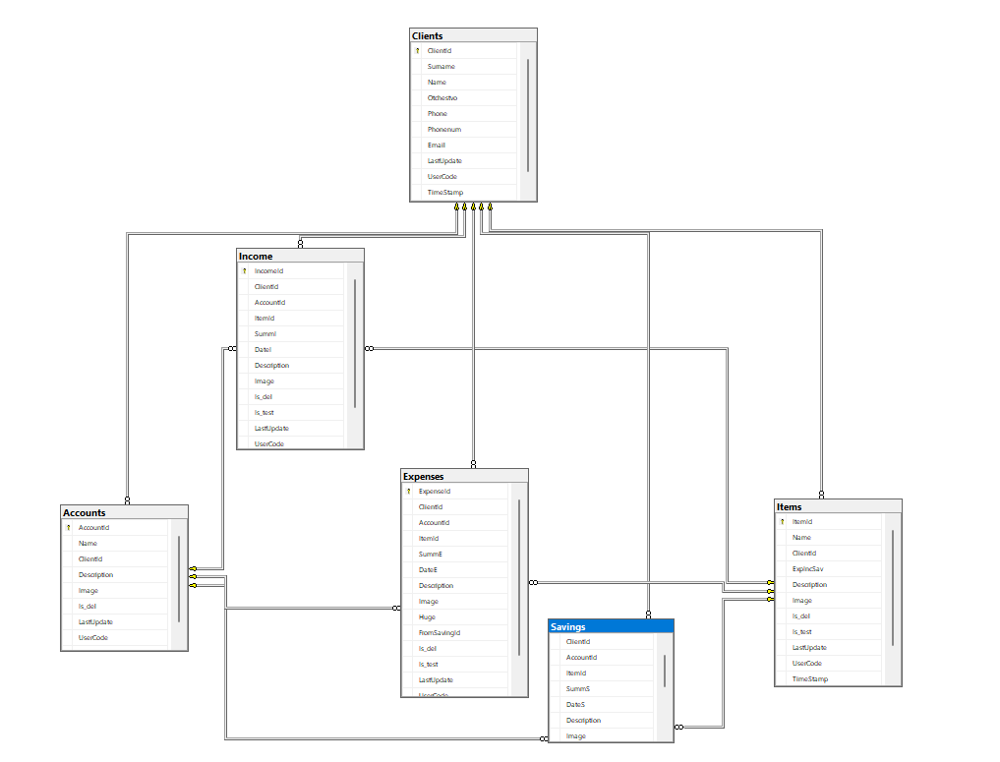 Clients
ClientId
Surname
Name
Otchestvo
Phone
Phonenum
Email
LastUpdate
UserCode
TimeStamp
Income
IncomeId
ClientId
AccountId
ItemId
SummI
DateI
Description
Image
Is_del
Is_test
LastUpdate
UserCode
Expenses
ExpenseId
ClientId
AccountId
ItemId
SummE
DateE
Description
Image
Huge
FromSavingId
Is_del
Is_test
LastUpdate
UserCode
Accounts
AccountId
Name
ClientId
Description
Image
Is_del
LastUpdate
UserCode
Savings
ClientId
AccountId
ItemId
SummS
DateS
Description
Image
Items
ItemId
Name
ClientId
ExpIncSav
Description
Image
Is_del
Is_test
LastUpdate
UserCode
TimeStamp